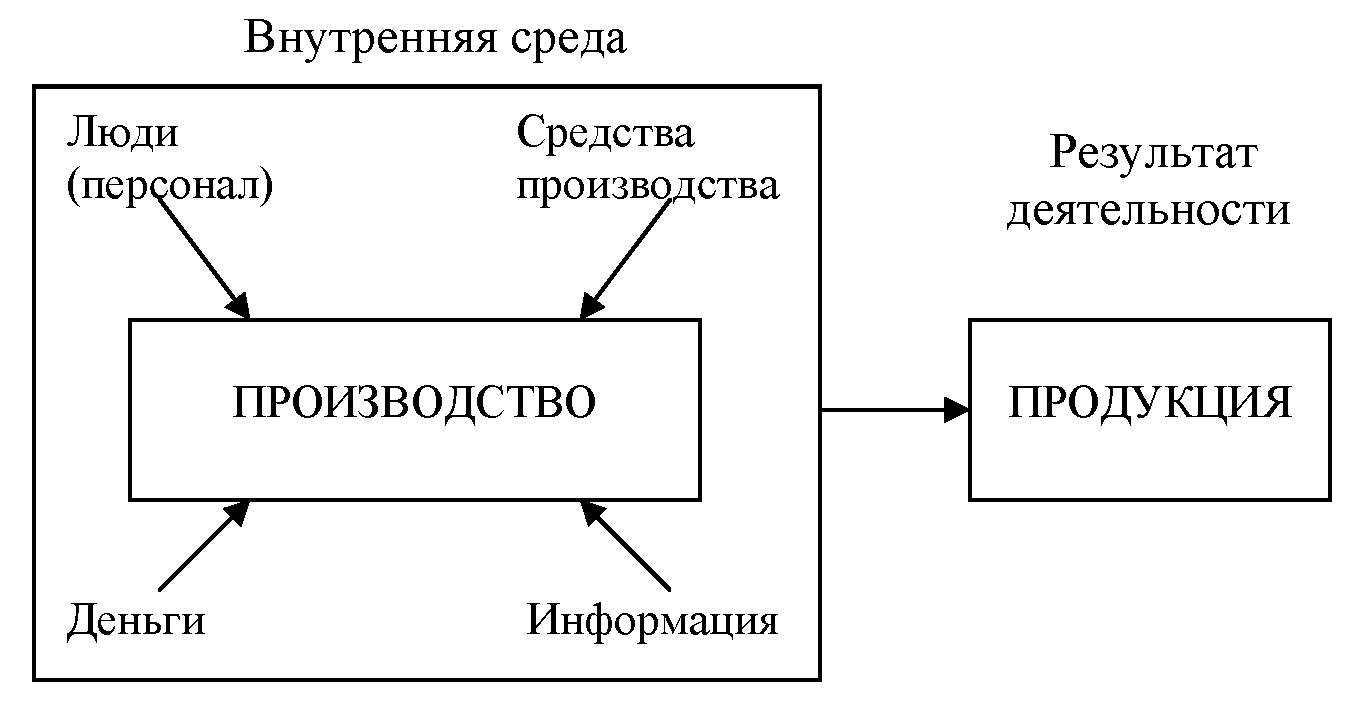 Внутренняя среда
Люди
(персонал)
Средства
производства
Результат
деятельности
ПРОИЗВОДСТВО
ПРОДУКЦИЯ
Деньги
Информация